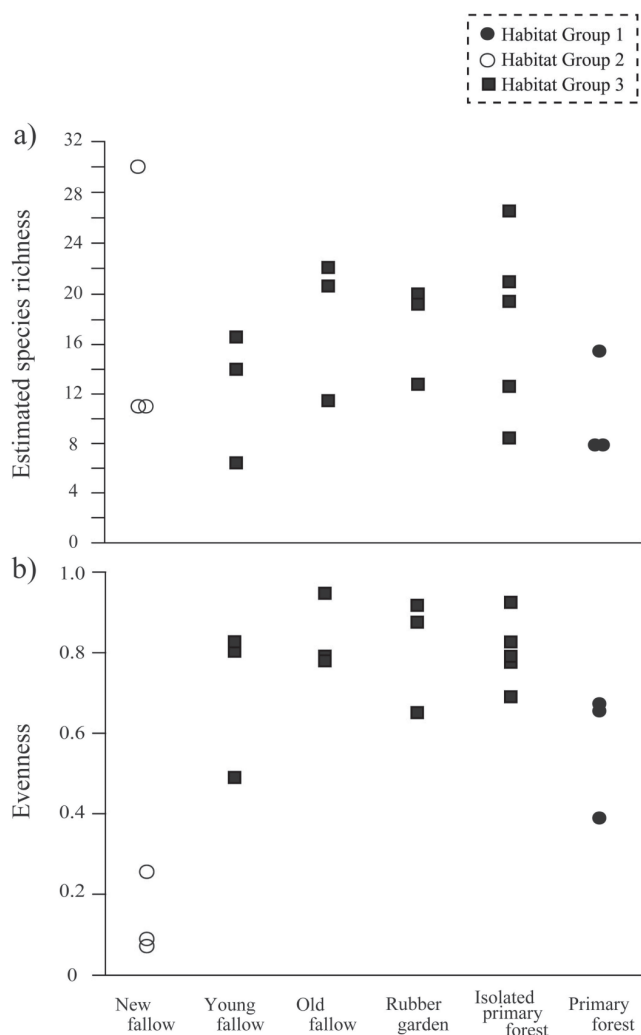 Habitat Group 1
Habitat Group 2
Habitat Group 3
a)
32
28
24
20
16
12
8
4
0
Estimated species richness
b)
1.0
0.8
0.6
0.4
0.2
0
Evenness
New fallow
Young fallow
Old fallow
Rubber garden
Isolated primary forest
Primary forest